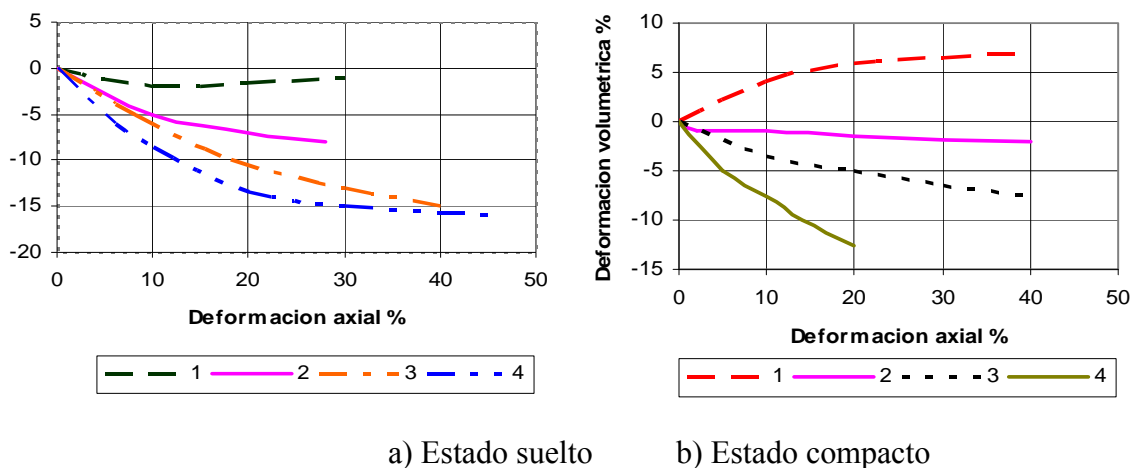 5
0
-5
-10
-15
-20
0 10 20 30 40 50
Deformacion axial %
1 2 3 4
10
5
0
-5
-10
-15
Deformacion volumetrica %
0 10 20 30 40 50
Deformacion axial %
1 2 3 4
a) Estado suelto b) Estado compacto